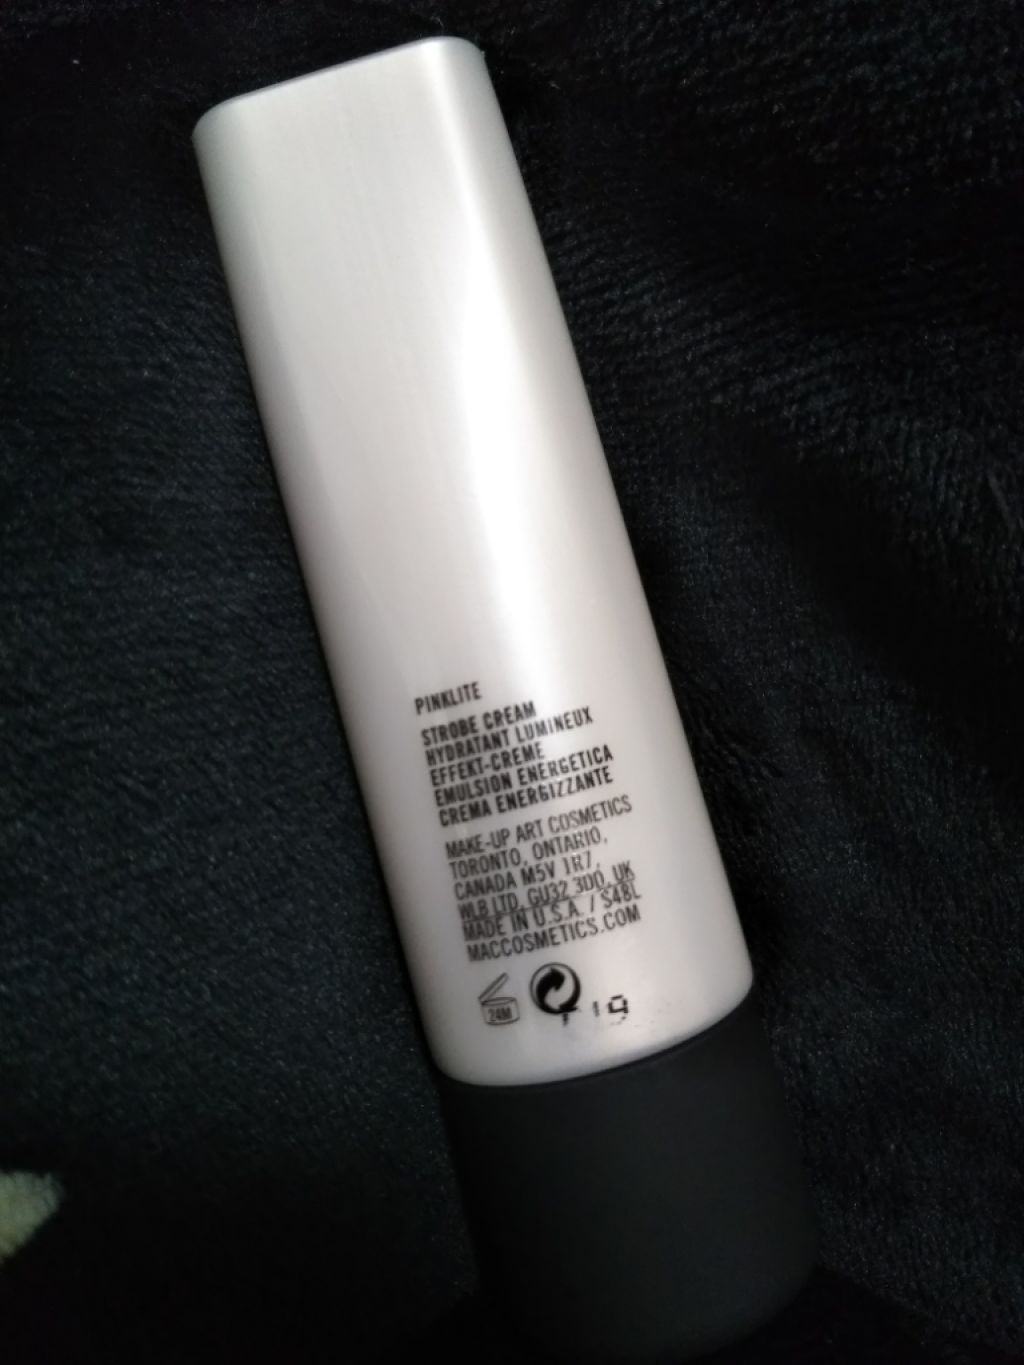 PINKLITE
STROBE CREAM
HYDRATANT LUMINEUX
EFFEKT-CREME
EMULSION ENERGETICA
CREMA ENERGIZZANTE
MAKE-UP ART COSMETICS
TORONTO, ONTARIO,
CANADA M5V 1R7,
WLB LTD, GU32 3DO, UK
MADE IN U.S.A. / S48L
MACCOSMETICS.COM
24M